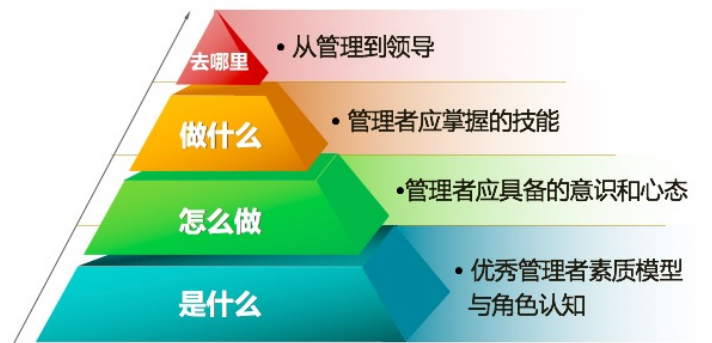 去哪里
• 从管理到领导
做什么
• 管理者应掌握的技能
怎么做
•管理者应具备的意识和心态
是什么
• 优秀管理者素质模型
与角色认知